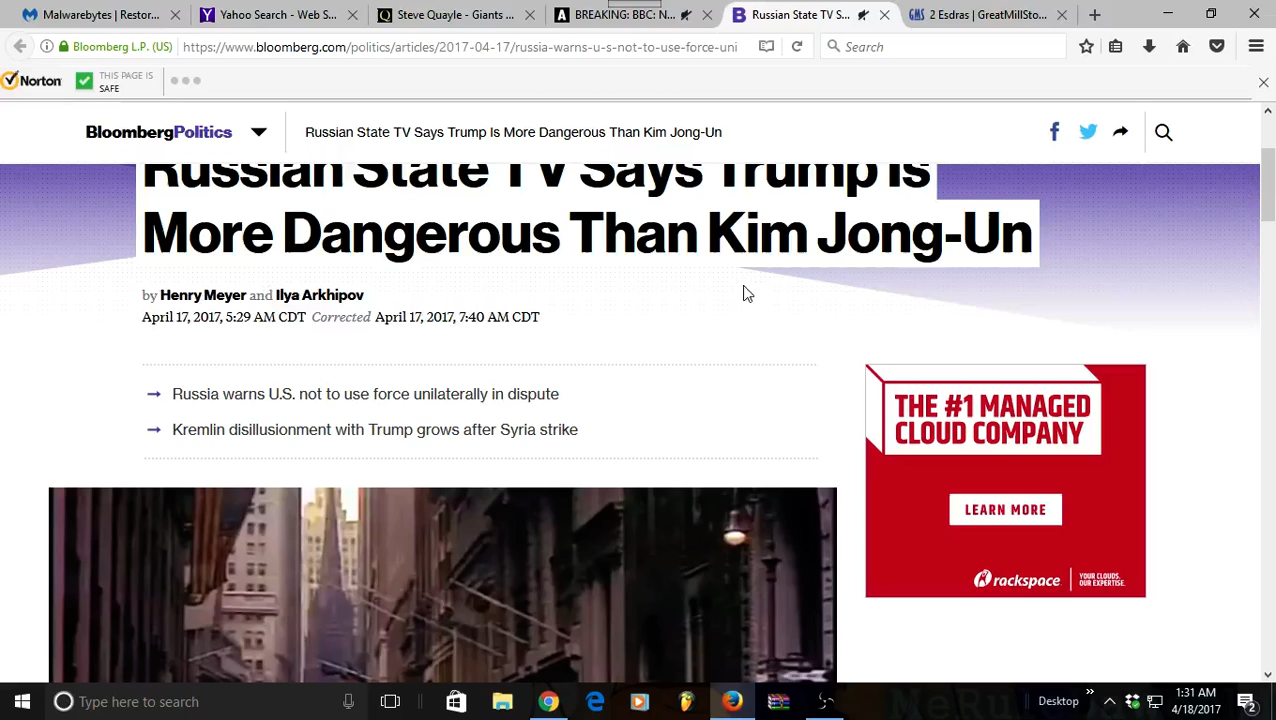 Malwarebytes | Restor...
Yahoo Search - Web S...
Steve Quayle - Giants ...
BREAKING: BBC: N...
Russian State TV S...
GMS 2 Esdras | GreatMillSto...
Bloomberg L.P. (US)
https://www.bloomberg.com/politics/articles/2017-04-17/russia-warns-u-s-not-to-use-force-uni
Search
Norton
THIS PAGE IS
SAFE
BloombergPolitics
Russian State TV Says Trump Is More Dangerous Than Kim Jong-Un
Russian State TV Says Trump Is
More Dangerous Than Kim Jong-Un
by Henry Meyer and Ilya Arkhipov
April 17, 2017, 5:29 AM CDT Corrected April 17, 2017, 7:40 AM CDT
→ Russia warns U.S. not to use force unilaterally in dispute
→ Kremlin disillusionment with Trump grows after Syria strike
THE #1 MANAGED
CLOUD COMPANY
LEARN MORE
rackspace
YOUR CLOUDS.
OUR EXPERTISE.
Type here to search
Desktop
1:31 AM
4/18/2017
2